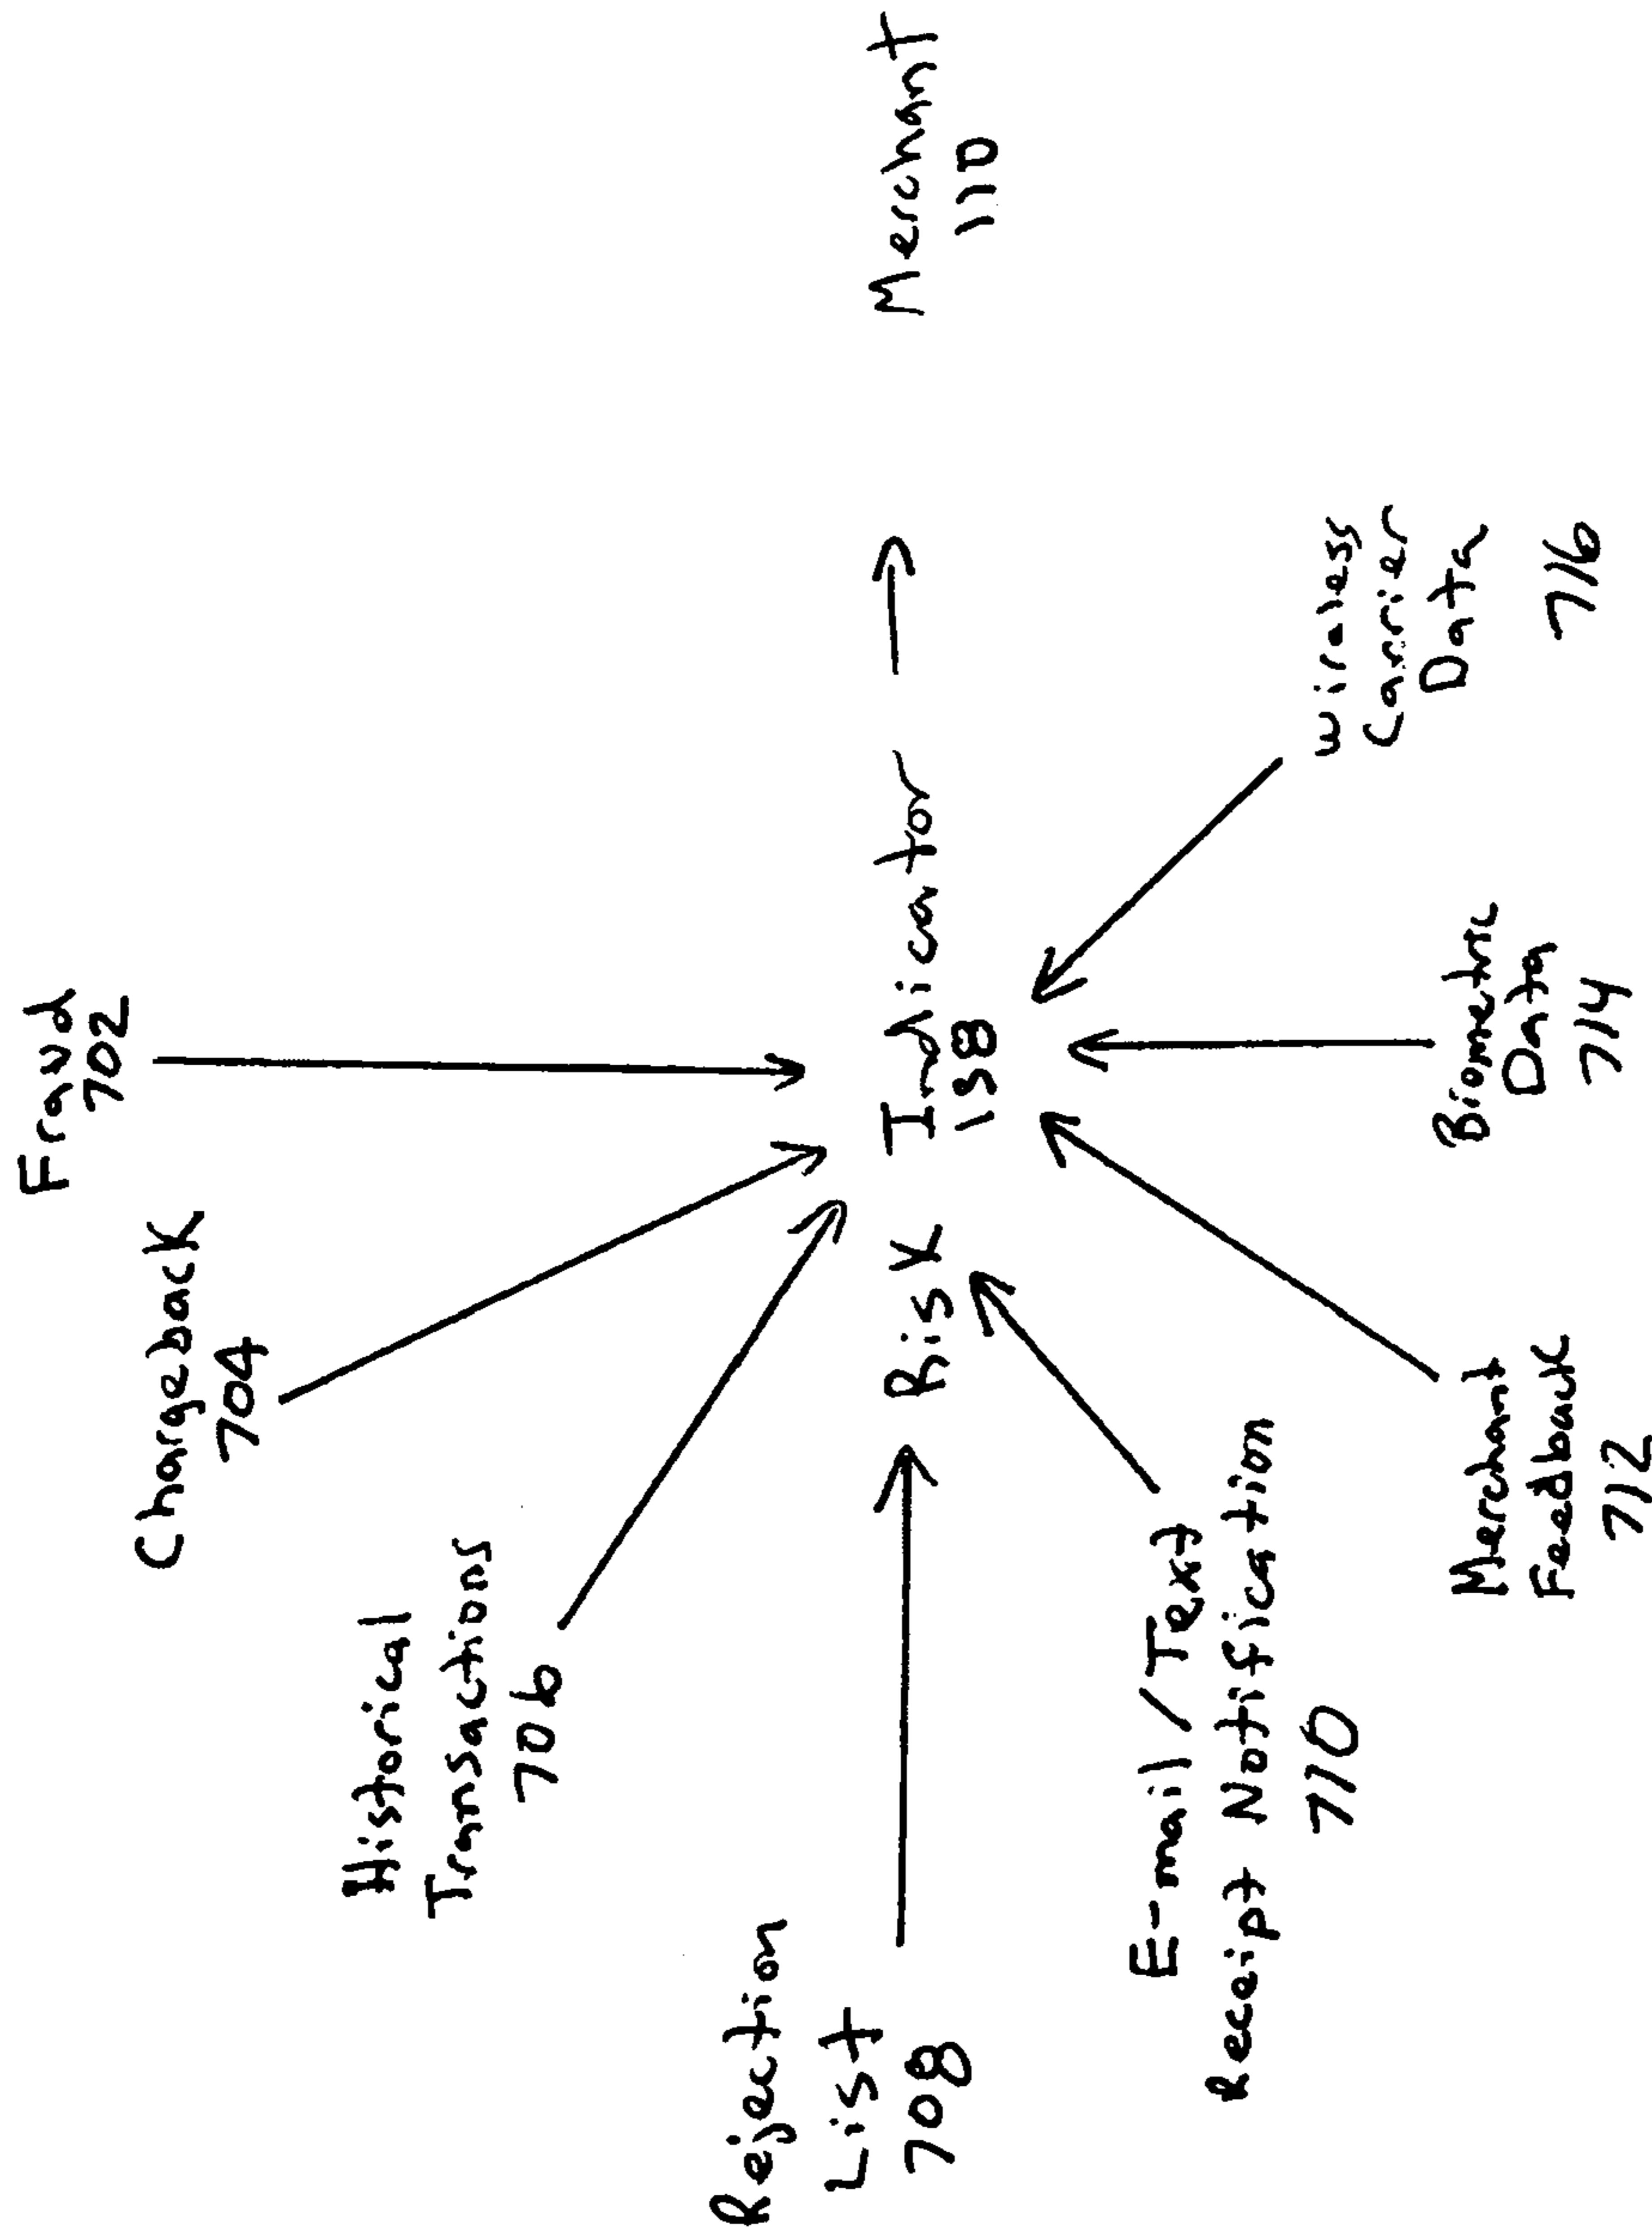 Fraud
702
Chargeback
704
Historical
Transactions
706
Rejection
List
708
Risk Indicator
138
Merchant
110
E-mail/Text
Receipt Notification
710
Merchant
Feedback
712
Biometric
Data
714
Wireless
Carrier
Data
716